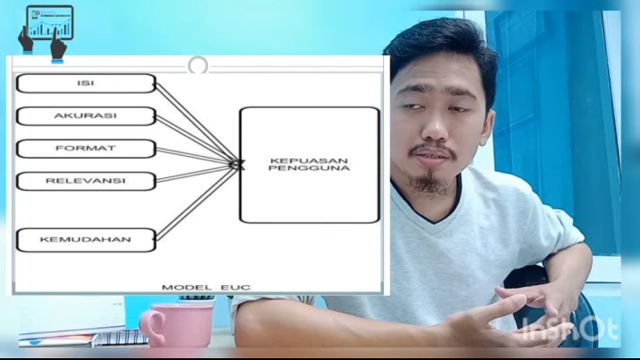 ISI
AKURASI
FORMAT
RELEVANSI
KEMUDAHAN
KEPUASAN
PENGGUNA
MODEL EUC
InShOt